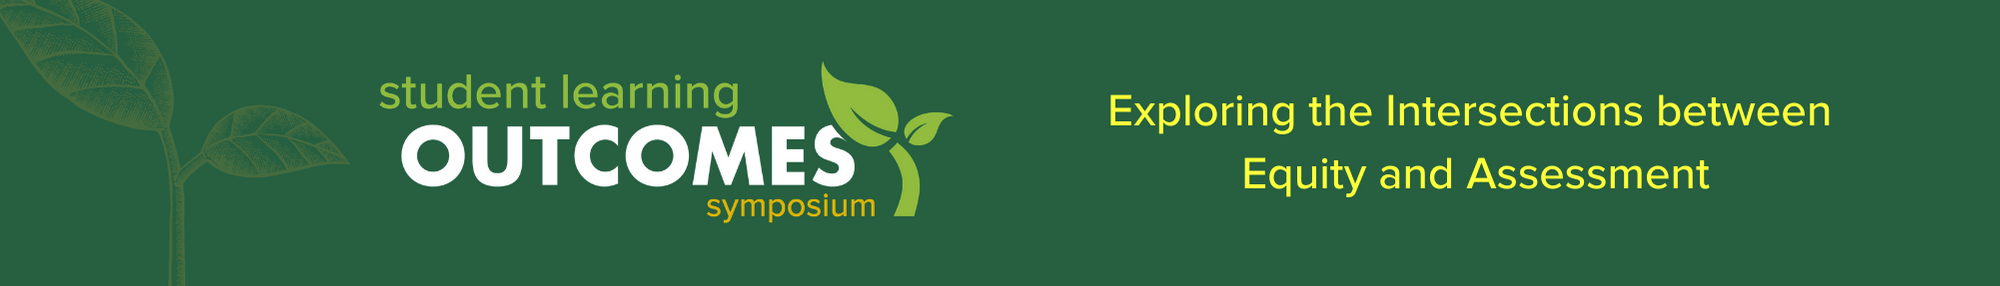 student learning
OUTCOMES
symposium
Exploring the Intersections between
Equity and Assessment